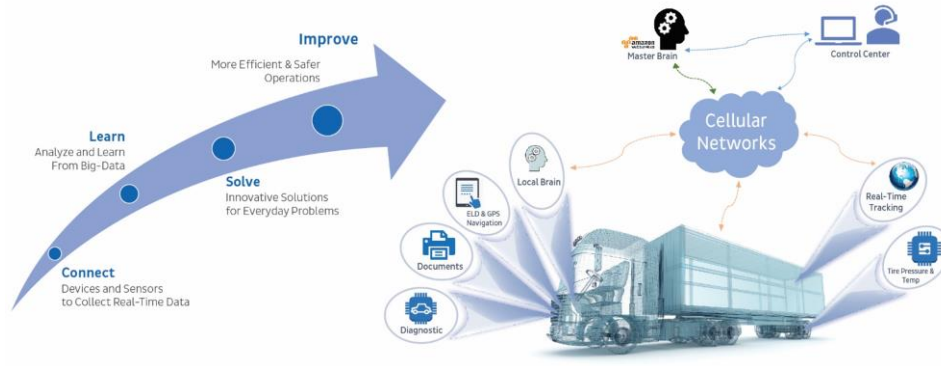 Improve
More Efficient & Safer
Operations
Learn
Analyze and Learn
From Big-Data
Solve
Innovative Solutions
for Everyday Problems
Connect
Devices and Sensors
to Collect Real-Time Data
amazon
Master Brain
Control Center
Cellular
Networks
Local Brain
ELD & GPS
Navigation
Documents
Diagnostic
Real-Time
Tracking
Tire Pressure &
Temp